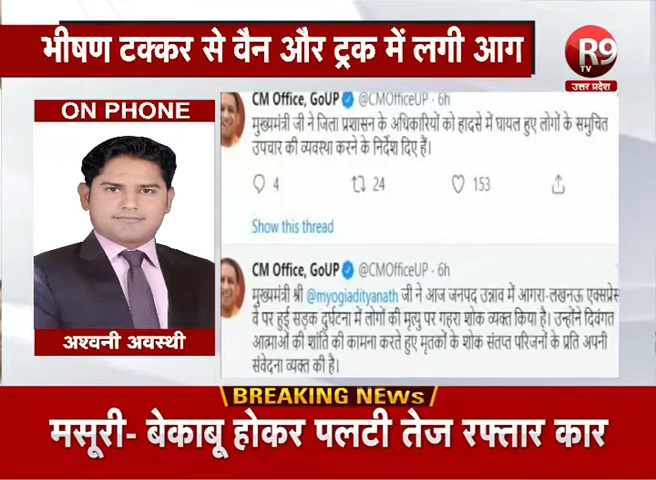 भीषण टक्कर से वैन और ट्रक में लगी आग
R9
TV
उत्तर प्रदेश
ON PHONE
अश्वनी अवस्थी
CM Office, GoUP @CMOfficeUP · 6h
मुख्यमंत्री जी ने जिला प्रशासन के अधिकारियों को हादसे में घायल हुए लोगों के समुचित
उपचार की व्यवस्था करने के निर्देश दिए हैं।
4 24 153
Show this thread
CM Office, GoUP @CMOfficeUP · 6h
मुख्यमंत्री श्री @myogiadityanath जी ने आज जनपद उन्नाव में आगरा-लखनऊ एक्सप्रेस
वे पर हुई सड़क दुर्घटना में लोगों की मृत्यु पर गहरा शोक व्यक्त किया है। उन्होंने दिवंगत
आत्माओं की शांति की कामना करते हुए मृतकों के शोक संतप्त परिजनों के प्रति अपनी
संवेदना व्यक्त की है।
BREAKING NEws
मसूरी- बेकाबू होकर पलटी तेज रफ्तार कार